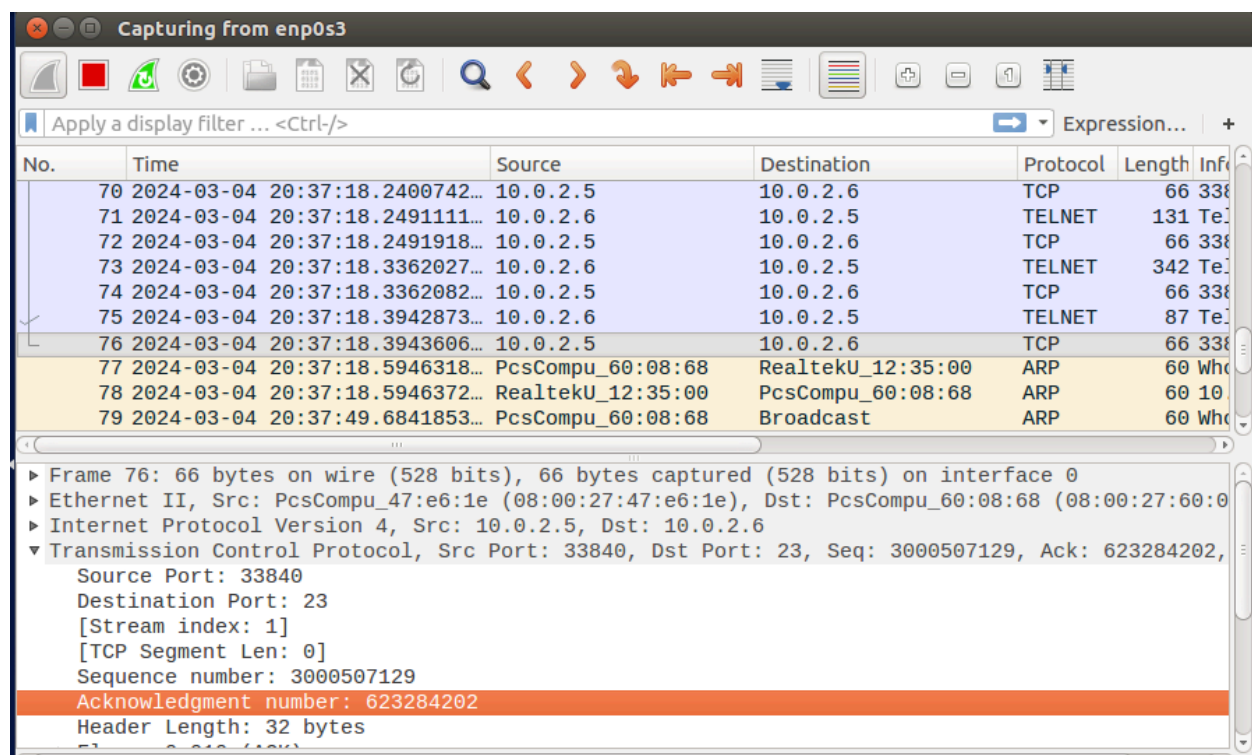 Capturing from enp0s3
Apply a display filter … <Ctrl-/> Expression… +
No. Time Source Destination Protocol Length Info
70 2024-03-04 20:37:18.2400742… 10.0.2.5 10.0.2.6 TCP 66 338
71 2024-03-04 20:37:18.2491111… 10.0.2.6 10.0.2.5 TELNET 131 Tel
72 2024-03-04 20:37:18.2491918… 10.0.2.5 10.0.2.6 TCP 66 338
73 2024-03-04 20:37:18.3362027… 10.0.2.6 10.0.2.5 TELNET 342 Tel
74 2024-03-04 20:37:18.3362082… 10.0.2.5 10.0.2.6 TCP 66 338
75 2024-03-04 20:37:18.3942873… 10.0.2.6 10.0.2.5 TELNET 87 Tel
76 2024-03-04 20:37:18.3943606… 10.0.2.5 10.0.2.6 TCP 66 338
77 2024-03-04 20:37:18.5946318… PcsCompu_60:08:68 RealtekU_12:35:00 ARP 60 Who
78 2024-03-04 20:37:18.5946372… RealtekU_12:35:00 PcsCompu_60:08:68 ARP 60 10.
79 2024-03-04 20:37:49.6841853… PcsCompu_60:08:68 Broadcast ARP 60 Who
Frame 76: 66 bytes on wire (528 bits), 66 bytes captured (528 bits) on interface 0
Ethernet II, Src: PcsCompu_47:e6:1e (08:00:27:47:e6:1e), Dst: PcsCompu_60:08:68 (08:00:27:60:0
Internet Protocol Version 4, Src: 10.0.2.5, Dst: 10.0.2.6
Transmission Control Protocol, Src Port: 33840, Dst Port: 23, Seq: 3000507129, Ack: 623284202,
Source Port: 33840
Destination Port: 23
[Stream index: 1]
[TCP Segment Len: 0]
Sequence number: 3000507129
Acknowledgment number: 623284202
Header Length: 32 bytes